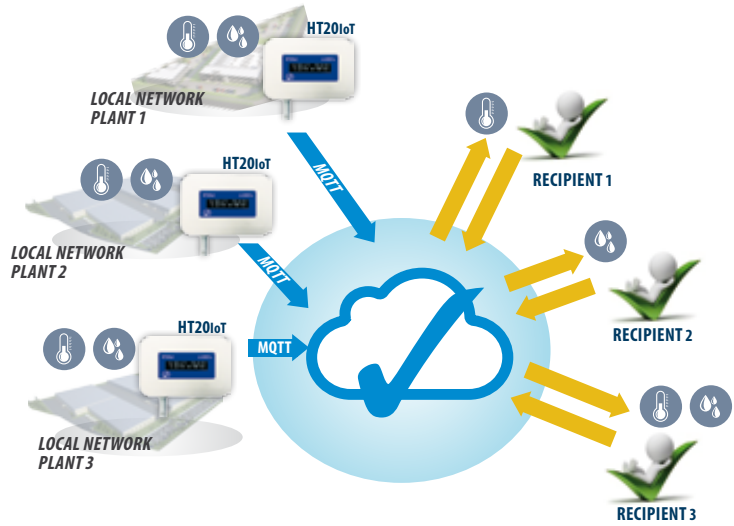 HT20IoT
LOCAL NETWORK
PLANT 1
MQTT
RECIPIENT 1
HT20IoT
LOCAL NETWORK
PLANT 2
MQTT
RECIPIENT 2
HT20IoT
MQTT
LOCAL NETWORK
PLANT 3
RECIPIENT 3